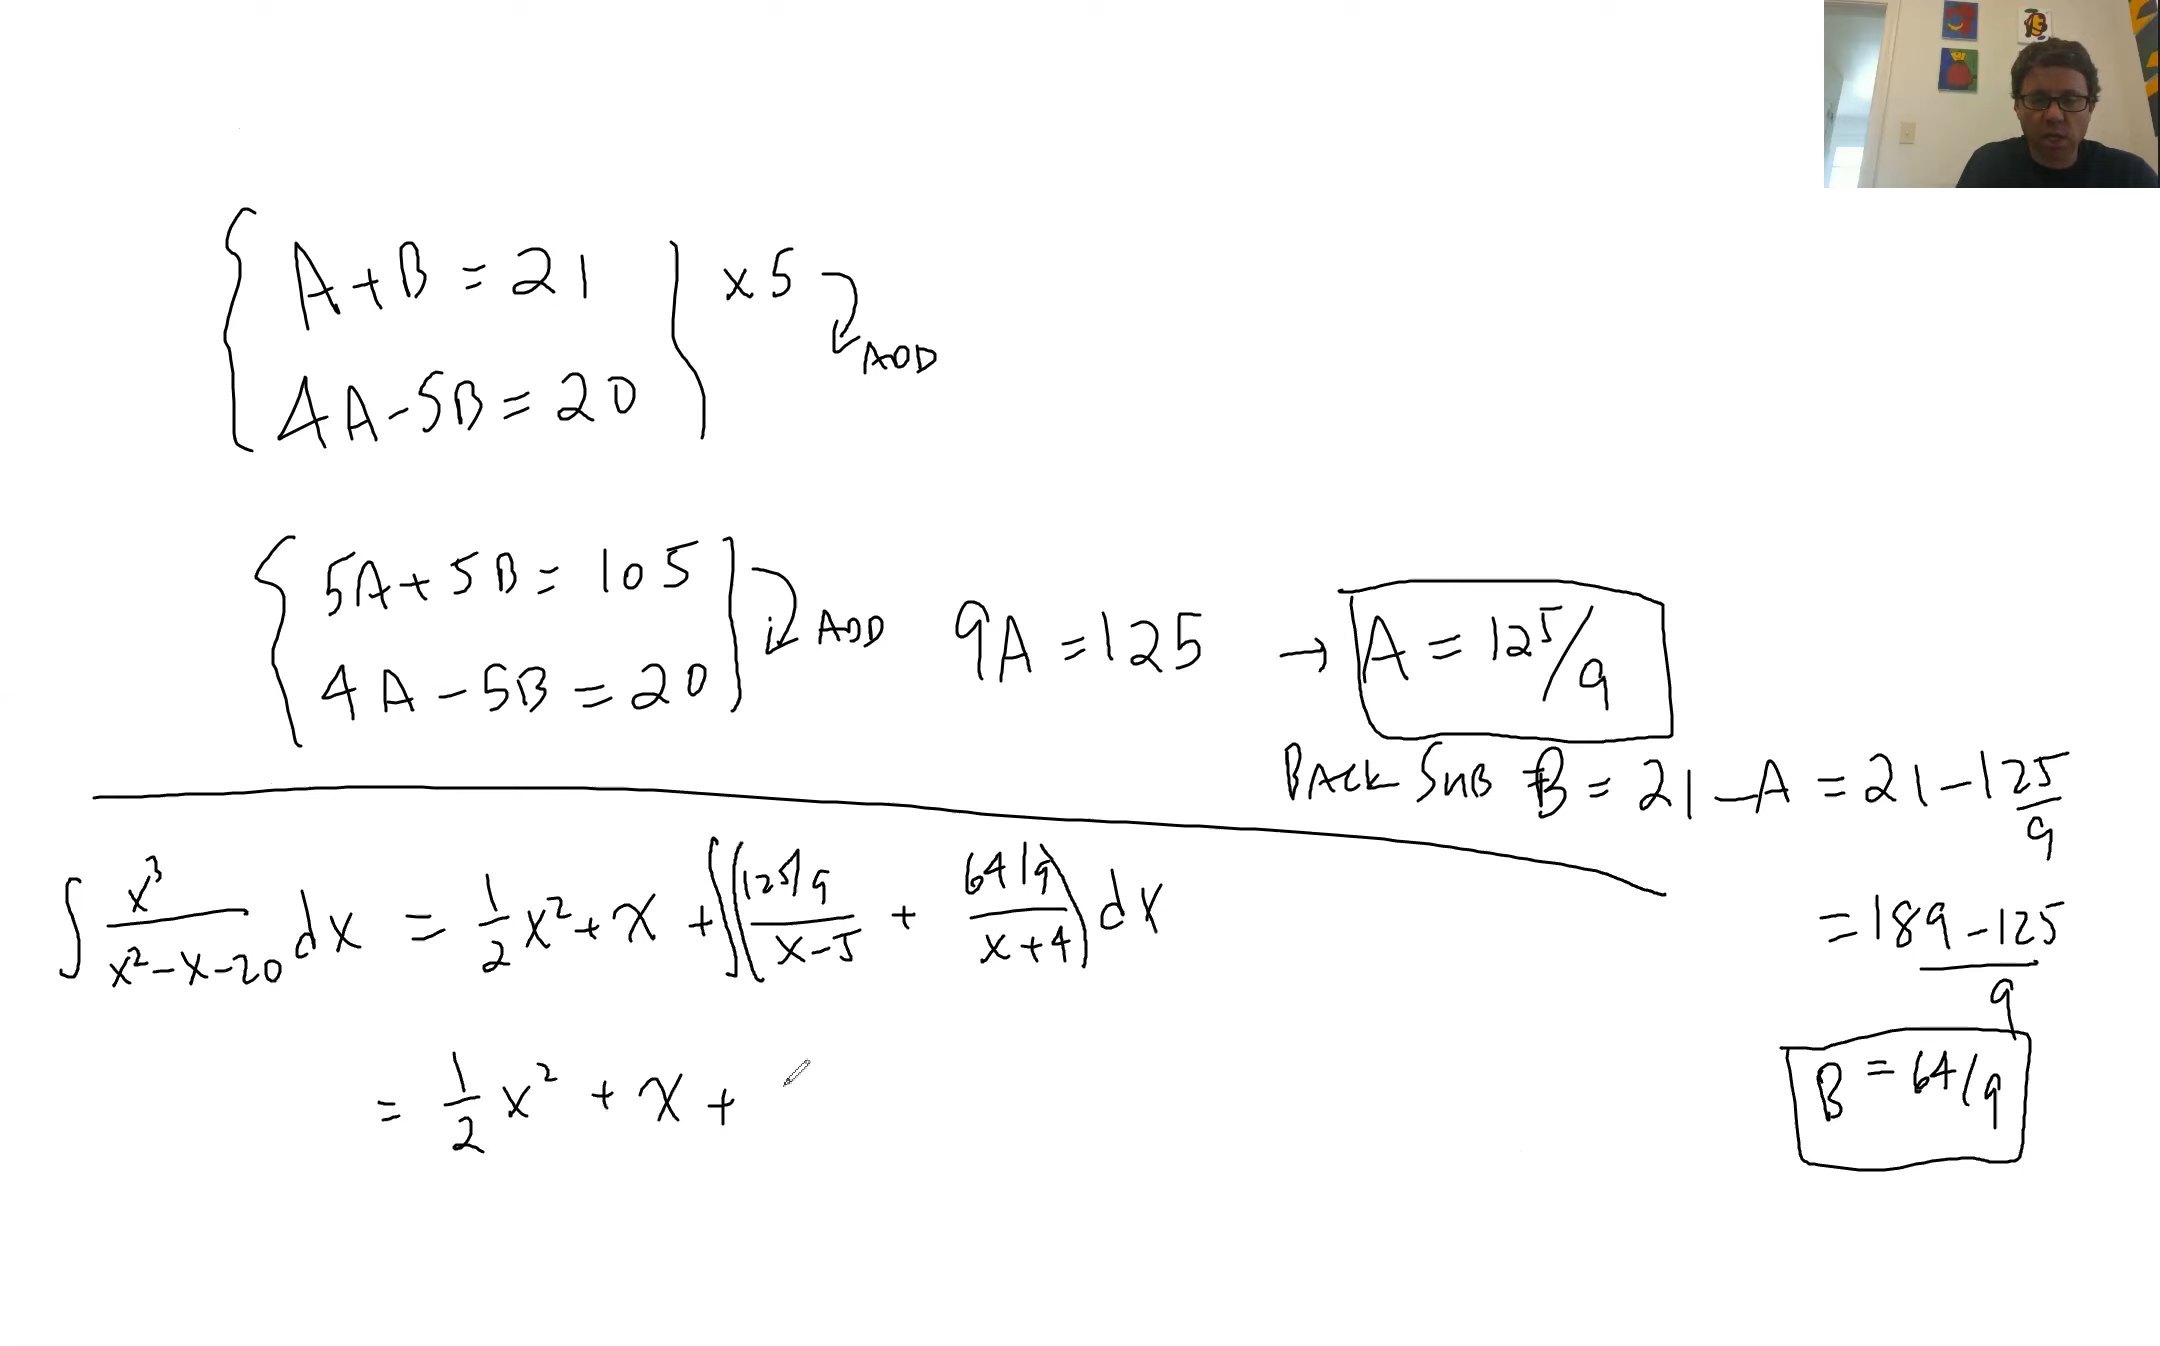 A + B = 21 × 5
ADD
4A - 5B = 20
5A + 5B = 105
ADD 9A = 125 → A = 125/9
4A - 5B = 20
BACK SUB B = 21 - A = 21 - 125/9
∫ x³/(x² - x - 20) dx = 1/2 x² + x + ∫ ( (125/9)/(x - 5) + (64/9)/(x + 4) ) dx
= (189 - 125)/9
= 1/2 x² + x +
B = 64/9